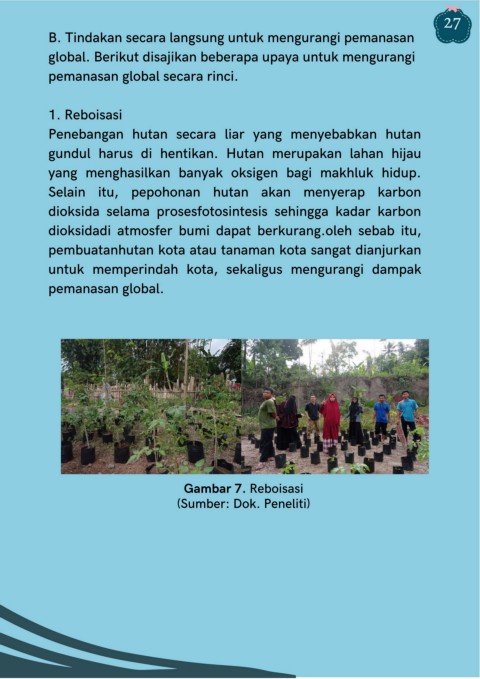 27
B. Tindakan secara langsung untuk mengurangi pemanasan
global. Berikut disajikan beberapa upaya untuk mengurangi
pemanasan global secara rinci.
1. Reboisasi
Penebangan hutan secara liar yang menyebabkan hutan
gundul harus di hentikan. Hutan merupakan lahan hijau
yang menghasilkan banyak oksigen bagi makhluk hidup.
Selain itu, pepohonan hutan akan menyerap karbon
dioksida selama prosesfotosintesis sehingga kadar karbon
dioksidadi atmosfer bumi dapat berkurang.oleh sebab itu,
pembuatanhutan kota atau tanaman kota sangat dianjurkan
untuk memperindah kota, sekaligus mengurangi dampak
pemanasan global.
Gambar 7. Reboisasi
(Sumber: Dok. Peneliti)